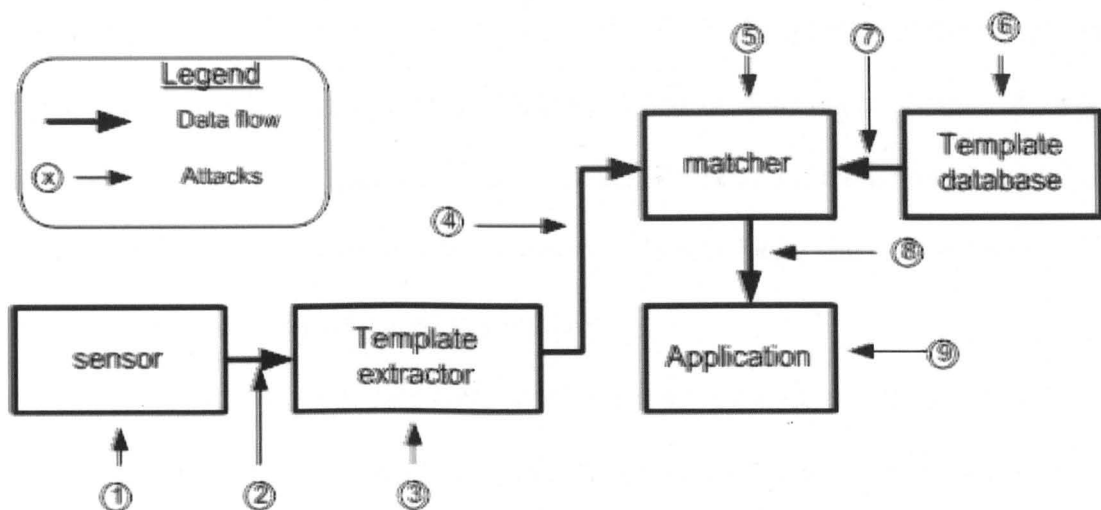 Legend
Data flow
x Attacks
5
7
6
matcher
Template
database
4
8
sensor
Template
extractor
Application
9
1
2
3